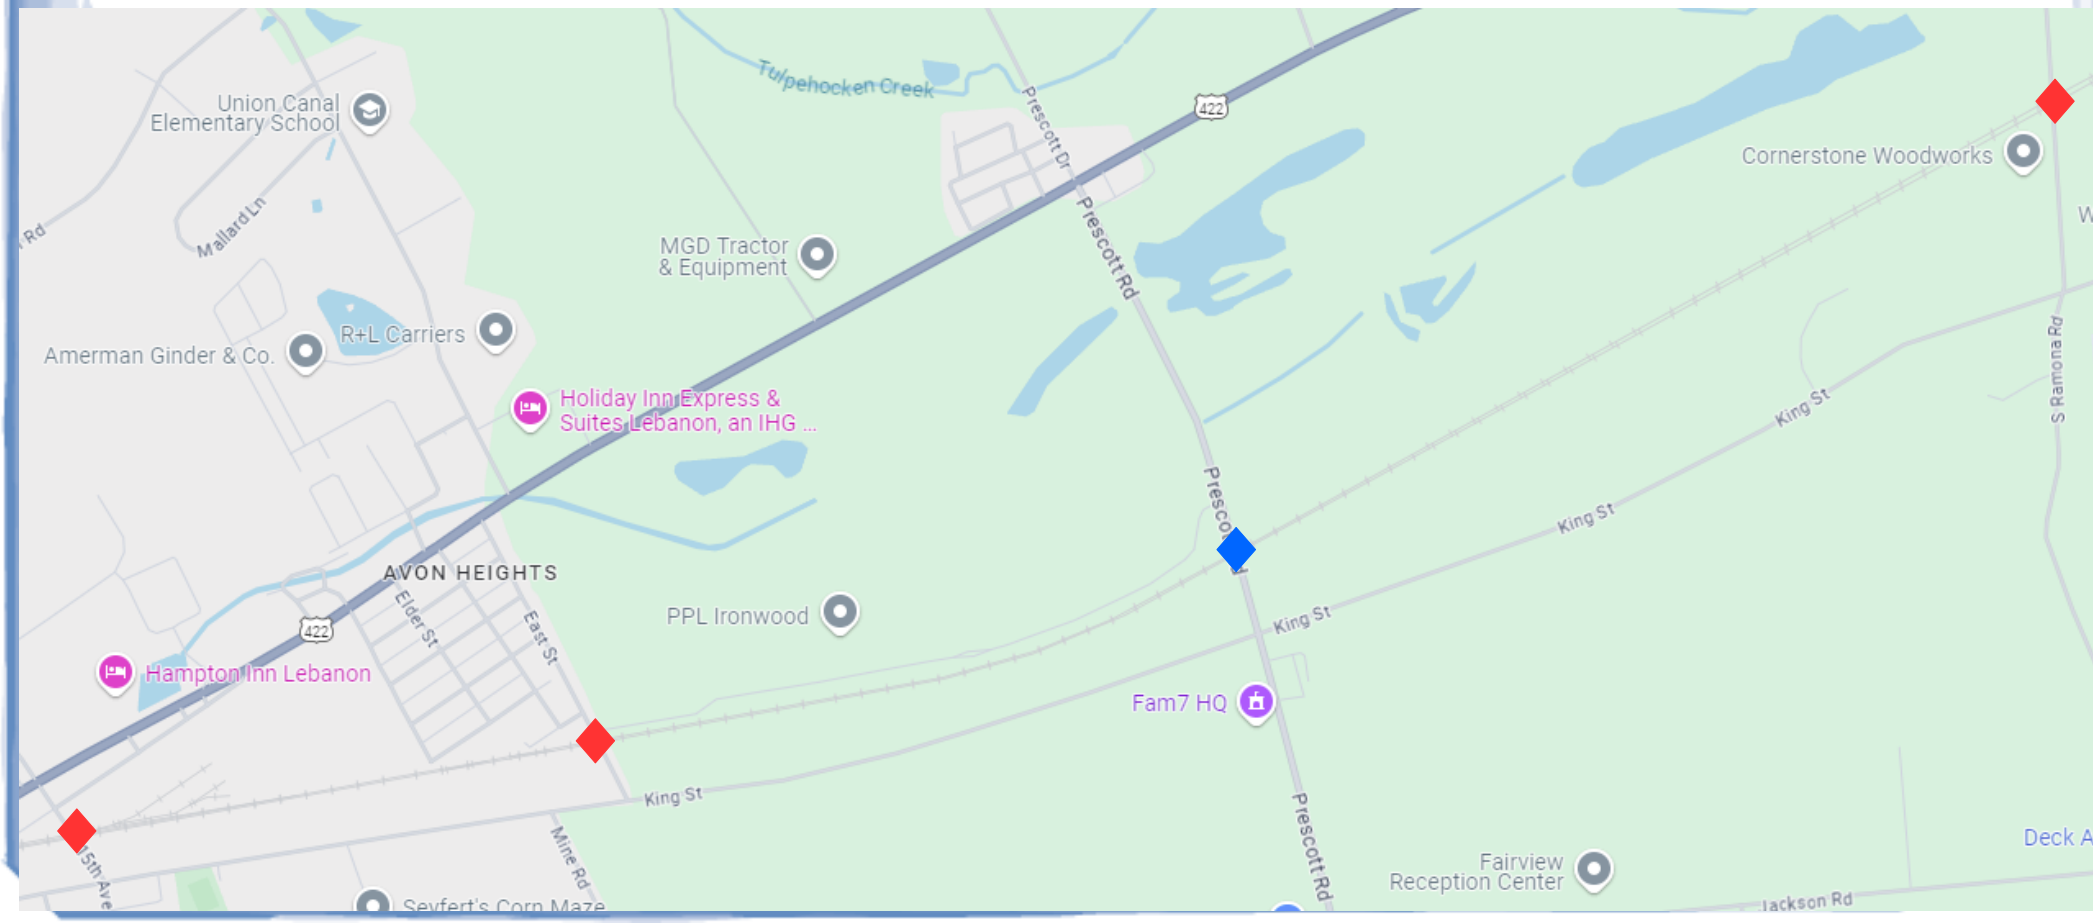 Union Canal
Elementary School
Tulpehocken Creek
Prescott Dr
422
Cornerstone Woodworks
Rd
Mallard Ln
MGD Tractor
& Equipment
Prescott Rd
W
R+L Carriers
Amerman Ginder & Co.
S Ramona Rd
Holiday Inn Express &
Suites Lebanon, an IHG ...
King St
King St
AVON HEIGHTS
Elder St
East St
PPL Ironwood
King St
422
Hampton Inn Lebanon
Fam7 HQ
King St
15th Ave
Mine Rd
Prescott Rd
Deck A
Fairview
Reception Center
Jackson Rd
Seyfert's Corn Maze